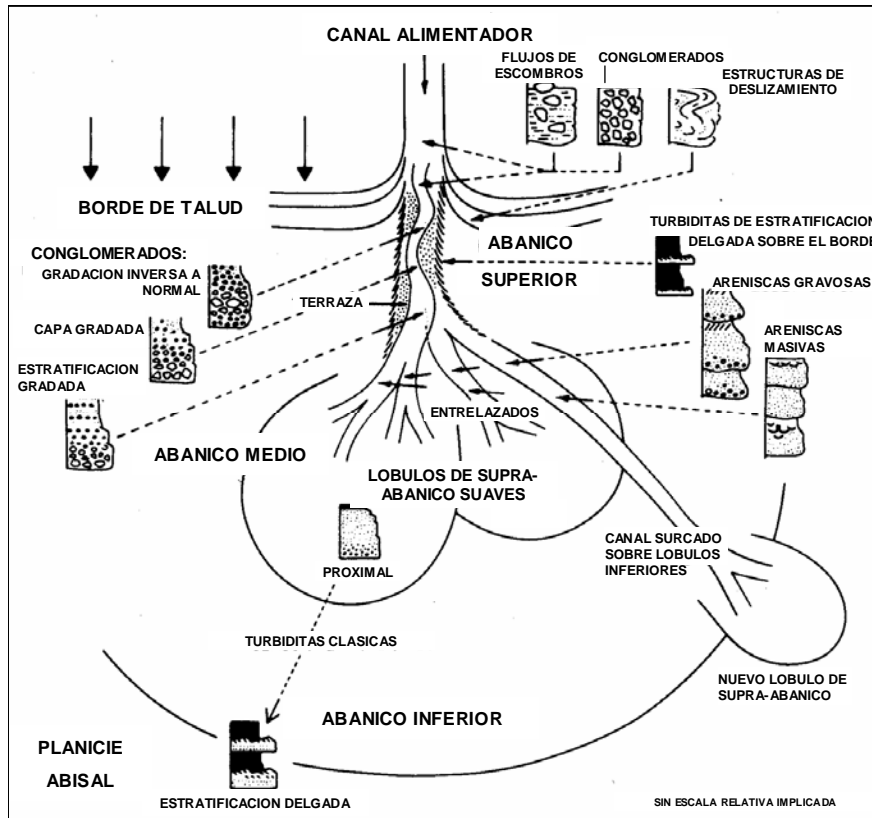 CANAL ALIMENTADOR
FLUJOS DE
ESCOMBROS
CONGLOMERADOS
ESTRUCTURAS DE
DESLIZAMIENTO
BORDE DE TALUD
ABANICO
SUPERIOR
TURBIDITAS DE ESTRATIFICACION
DELGADA SOBRE EL BORDE
CONGLOMERADOS:
GRADACION INVERSA A
NORMAL
TERRAZA
ARENISCAS GRAVOSAS
CAPA GRADADA
ARENISCAS
MASIVAS
ESTRATIFICACION
GRADADA
ENTRELAZADOS
ABANICO MEDIO
LOBULOS DE SUPRA-
ABANICO SUAVES
CANAL SURCADO
SOBRE LOBULOS
INFERIORES
PROXIMAL
TURBIDITAS CLASICAS
NUEVO LOBULO DE
SUPRA-ABANICO
ABANICO INFERIOR
PLANICIE
ABISAL
ESTRATIFICACION DELGADA
SIN ESCALA RELATIVA IMPLICADA